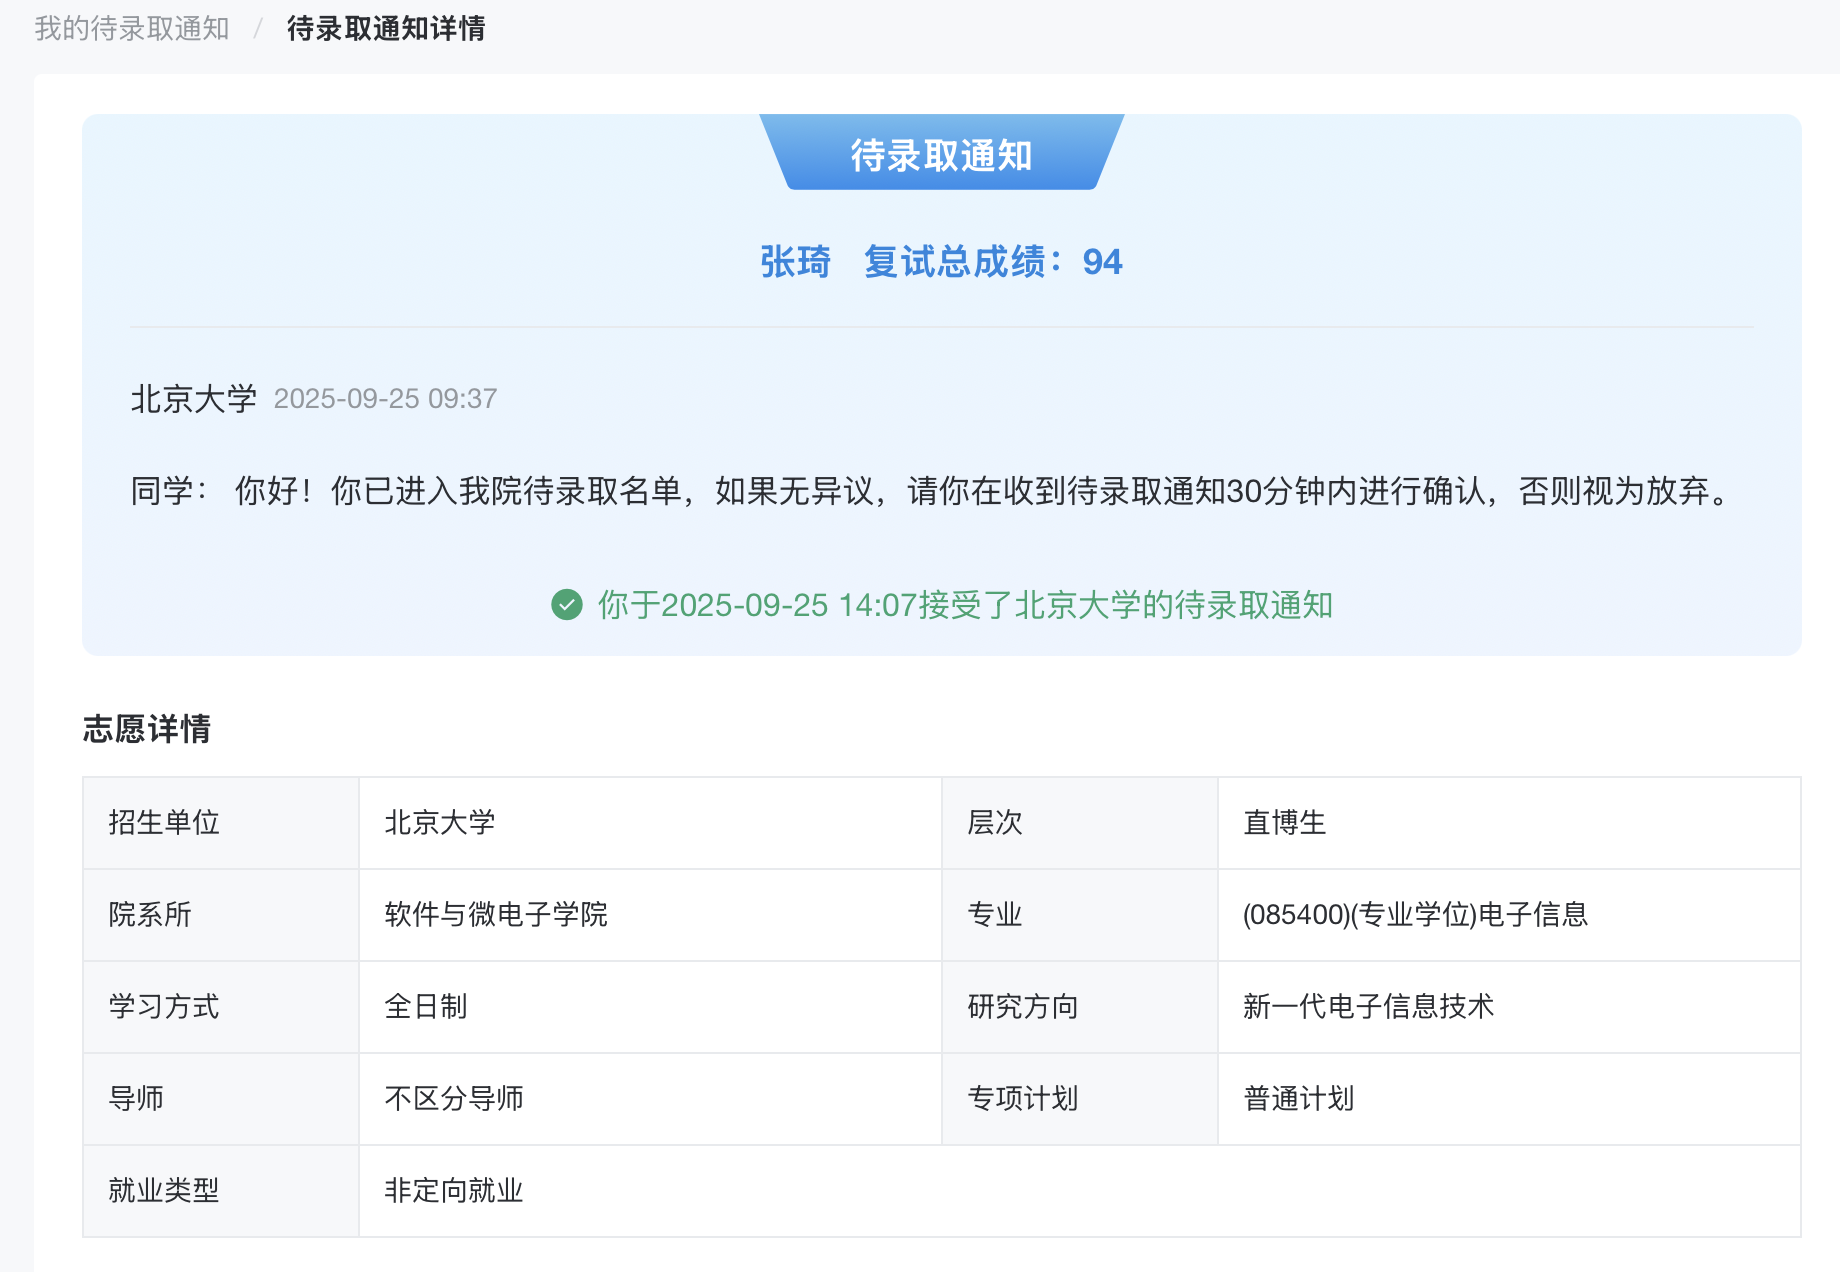 我的待录取通知 / 待录取通知详情
待录取通知
张琦 复试总成绩：94
北京大学 2025-09-25 09:37
同学： 你好！你已进入我院待录取名单，如果无异议，请你在收到待录取通知30分钟内进行确认，否则视为放弃。
你于2025-09-25 14:07接受了北京大学的待录取通知
志愿详情
招生单位 北京大学 层次 直博生
院系所 软件与微电子学院 专业 (085400)(专业学位)电子信息
学习方式 全日制 研究方向 新一代电子信息技术
导师 不区分导师 专项计划 普通计划
就业类型 非定向就业